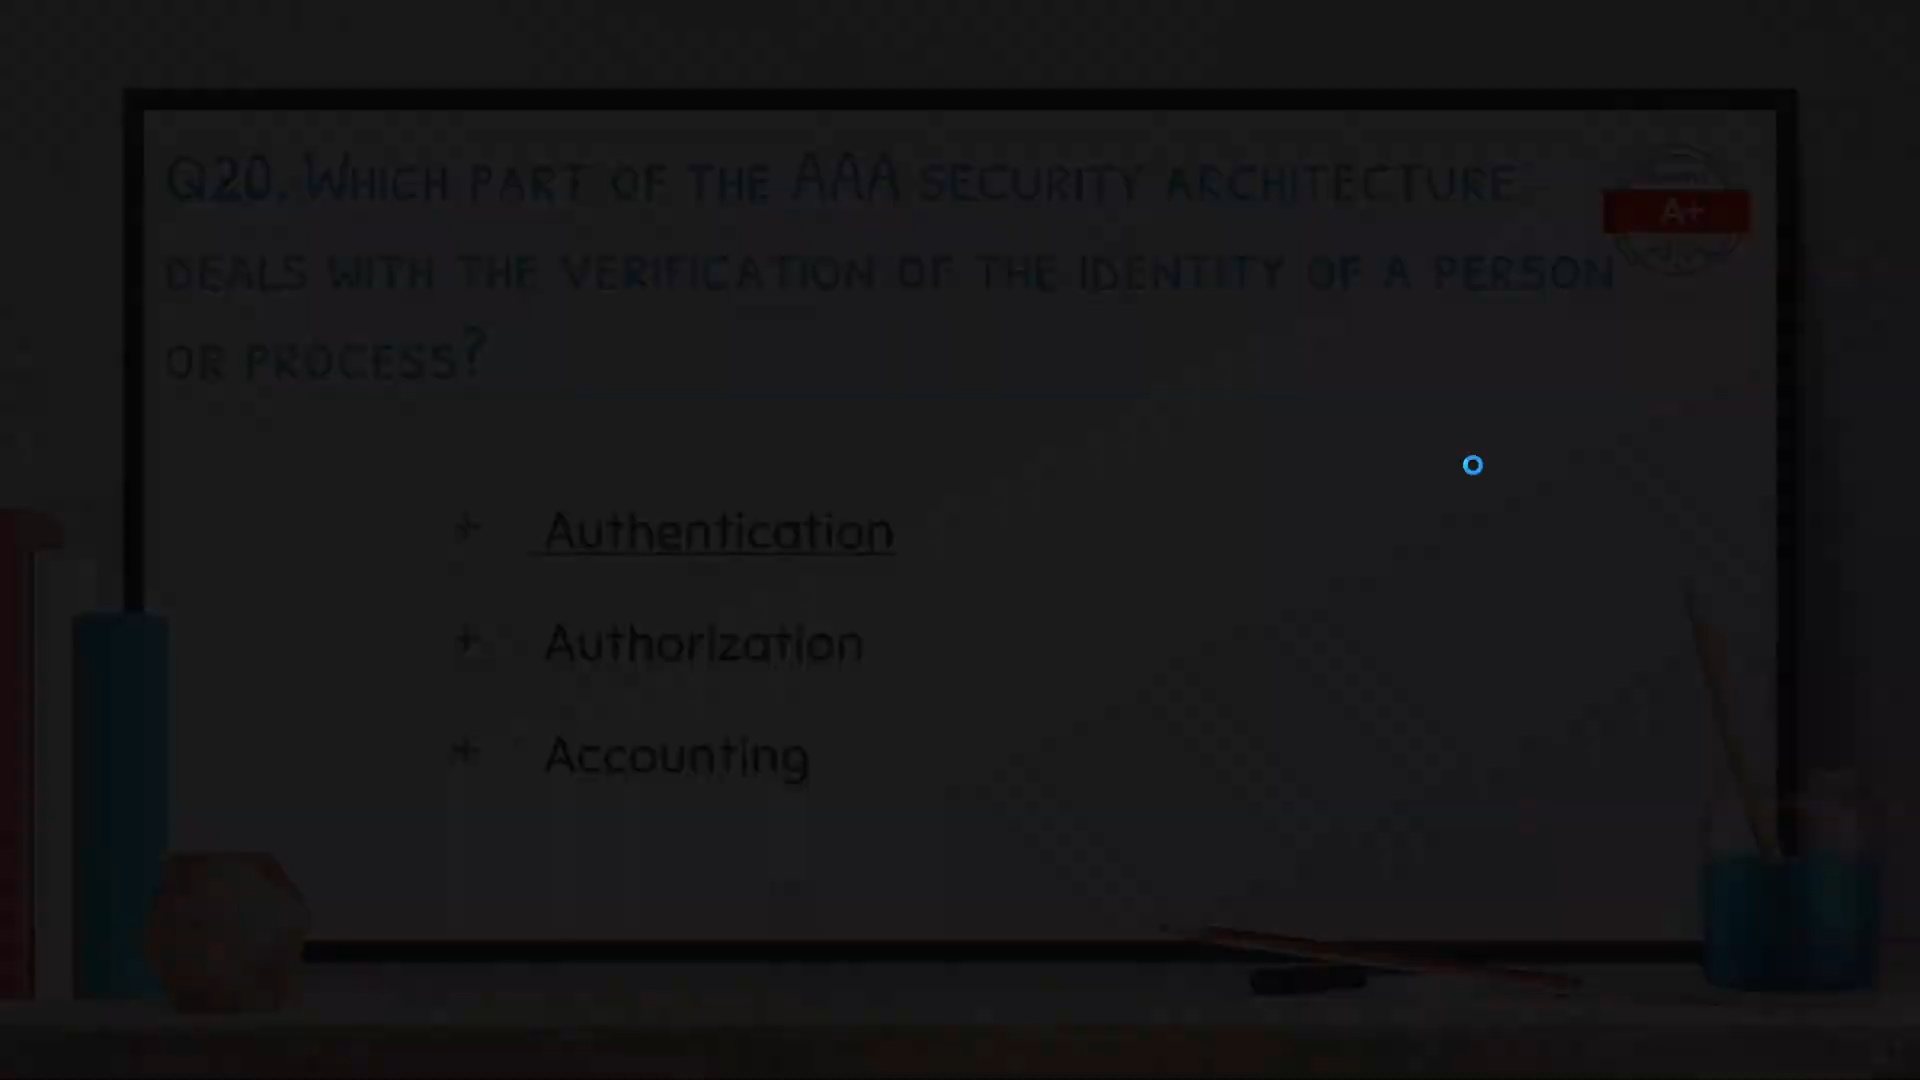 Q20. WHICH PART OF THE AAA SECURITY ARCHITECTURE
A+
DEALS WITH THE VERIFICATION OF THE IDENTITY OF A PERSON
OR PROCESS?
+ Authentication
+ Authorization
+ Accounting